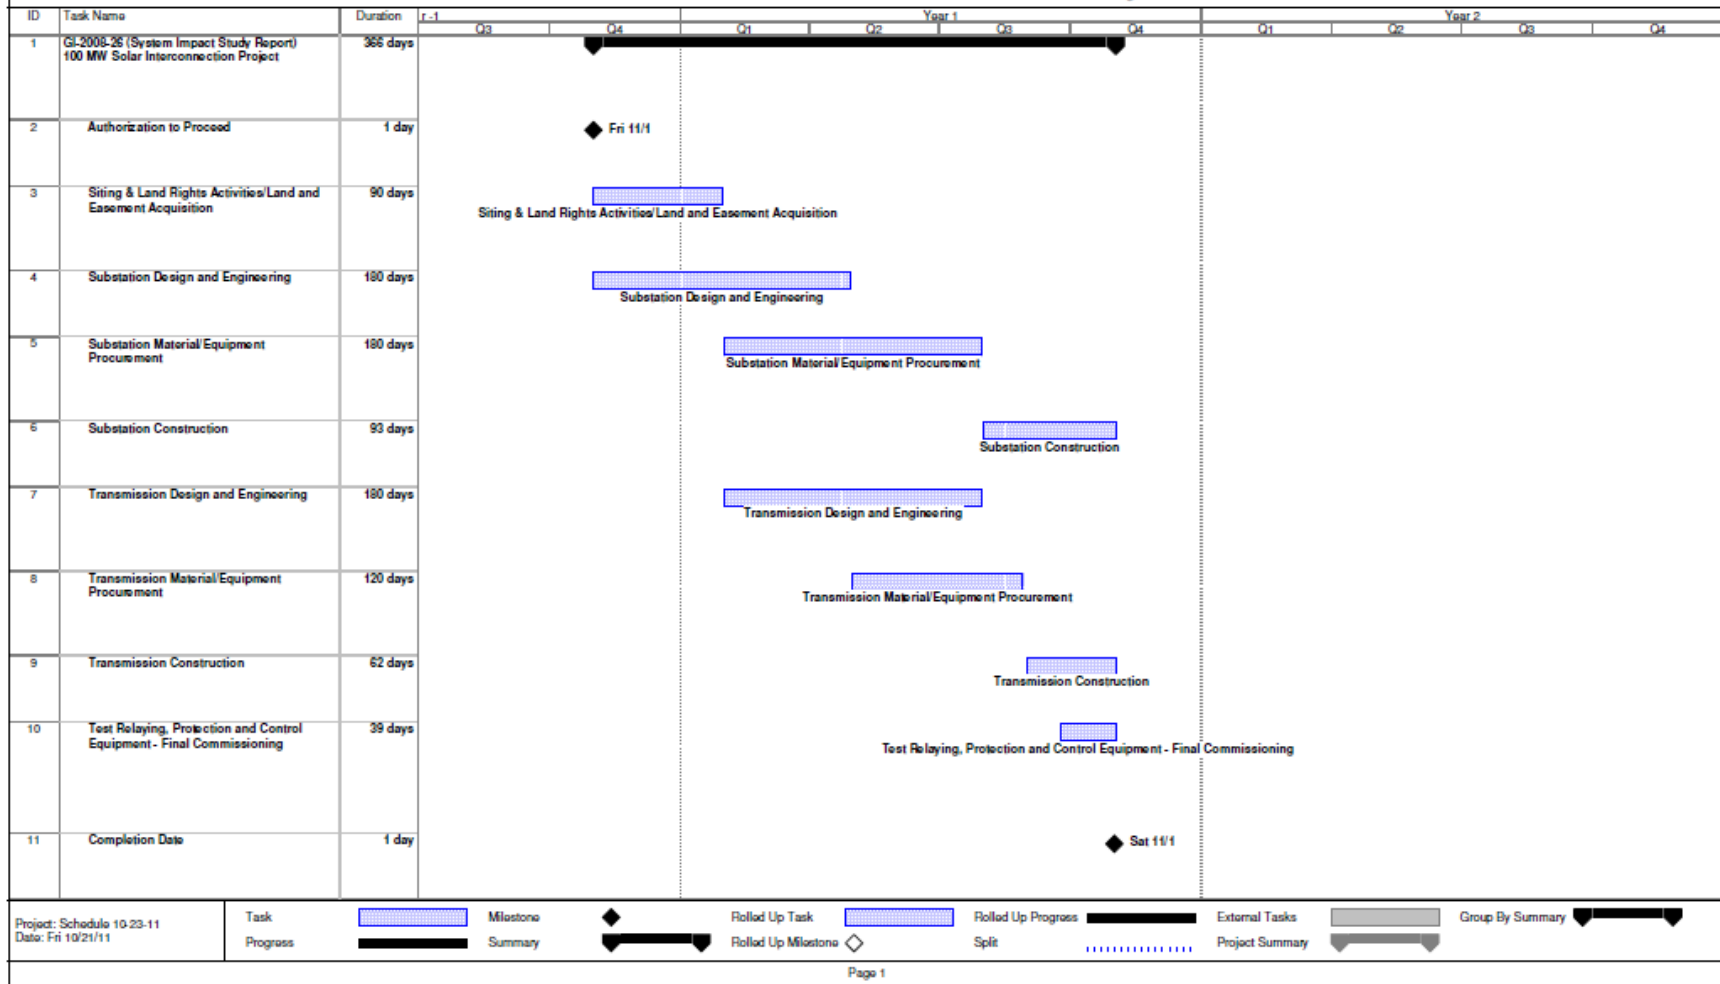 ID Task Name Duration r -1 Year 1 Year 2
Q3 Q4 Q1 Q2 Q3 Q4 Q1 Q2 Q3 Q4
1 GI-2008-26 (System Impact Study Report) 366 days
100 MW Solar Interconnection Project
2 Authorization to Proceed 1 day Fri 11/1
3 Siting & Land Rights Activities/Land and 90 days
Easement Acquisition
Siting & Land Rights Activities/Land and Easement Acquisition
4 Substation Design and Engineering 180 days
Substation Design and Engineering
5 Substation Material/Equipment 180 days
Procurement
Substation Material/Equipment Procurement
6 Substation Construction 93 days
Substation Construction
7 Transmission Design and Engineering 180 days
Transmission Design and Engineering
8 Transmission Material/Equipment 120 days
Procurement
Transmission Material/Equipment Procurement
9 Transmission Construction 62 days
Transmission Construction
10 Test Relaying, Protection and Control 39 days
Equipment - Final Commissioning
Test Relaying, Protection and Control Equipment - Final Commissioning
11 Completion Date 1 day Sat 11/1
Project: Schedule 10-23-11
Date: Fri 10/21/11
Task Milestone Rolled Up Task Rolled Up Progress External Tasks Group By Summary
Progress Summary Rolled Up Milestone Split Project Summary
Page 1